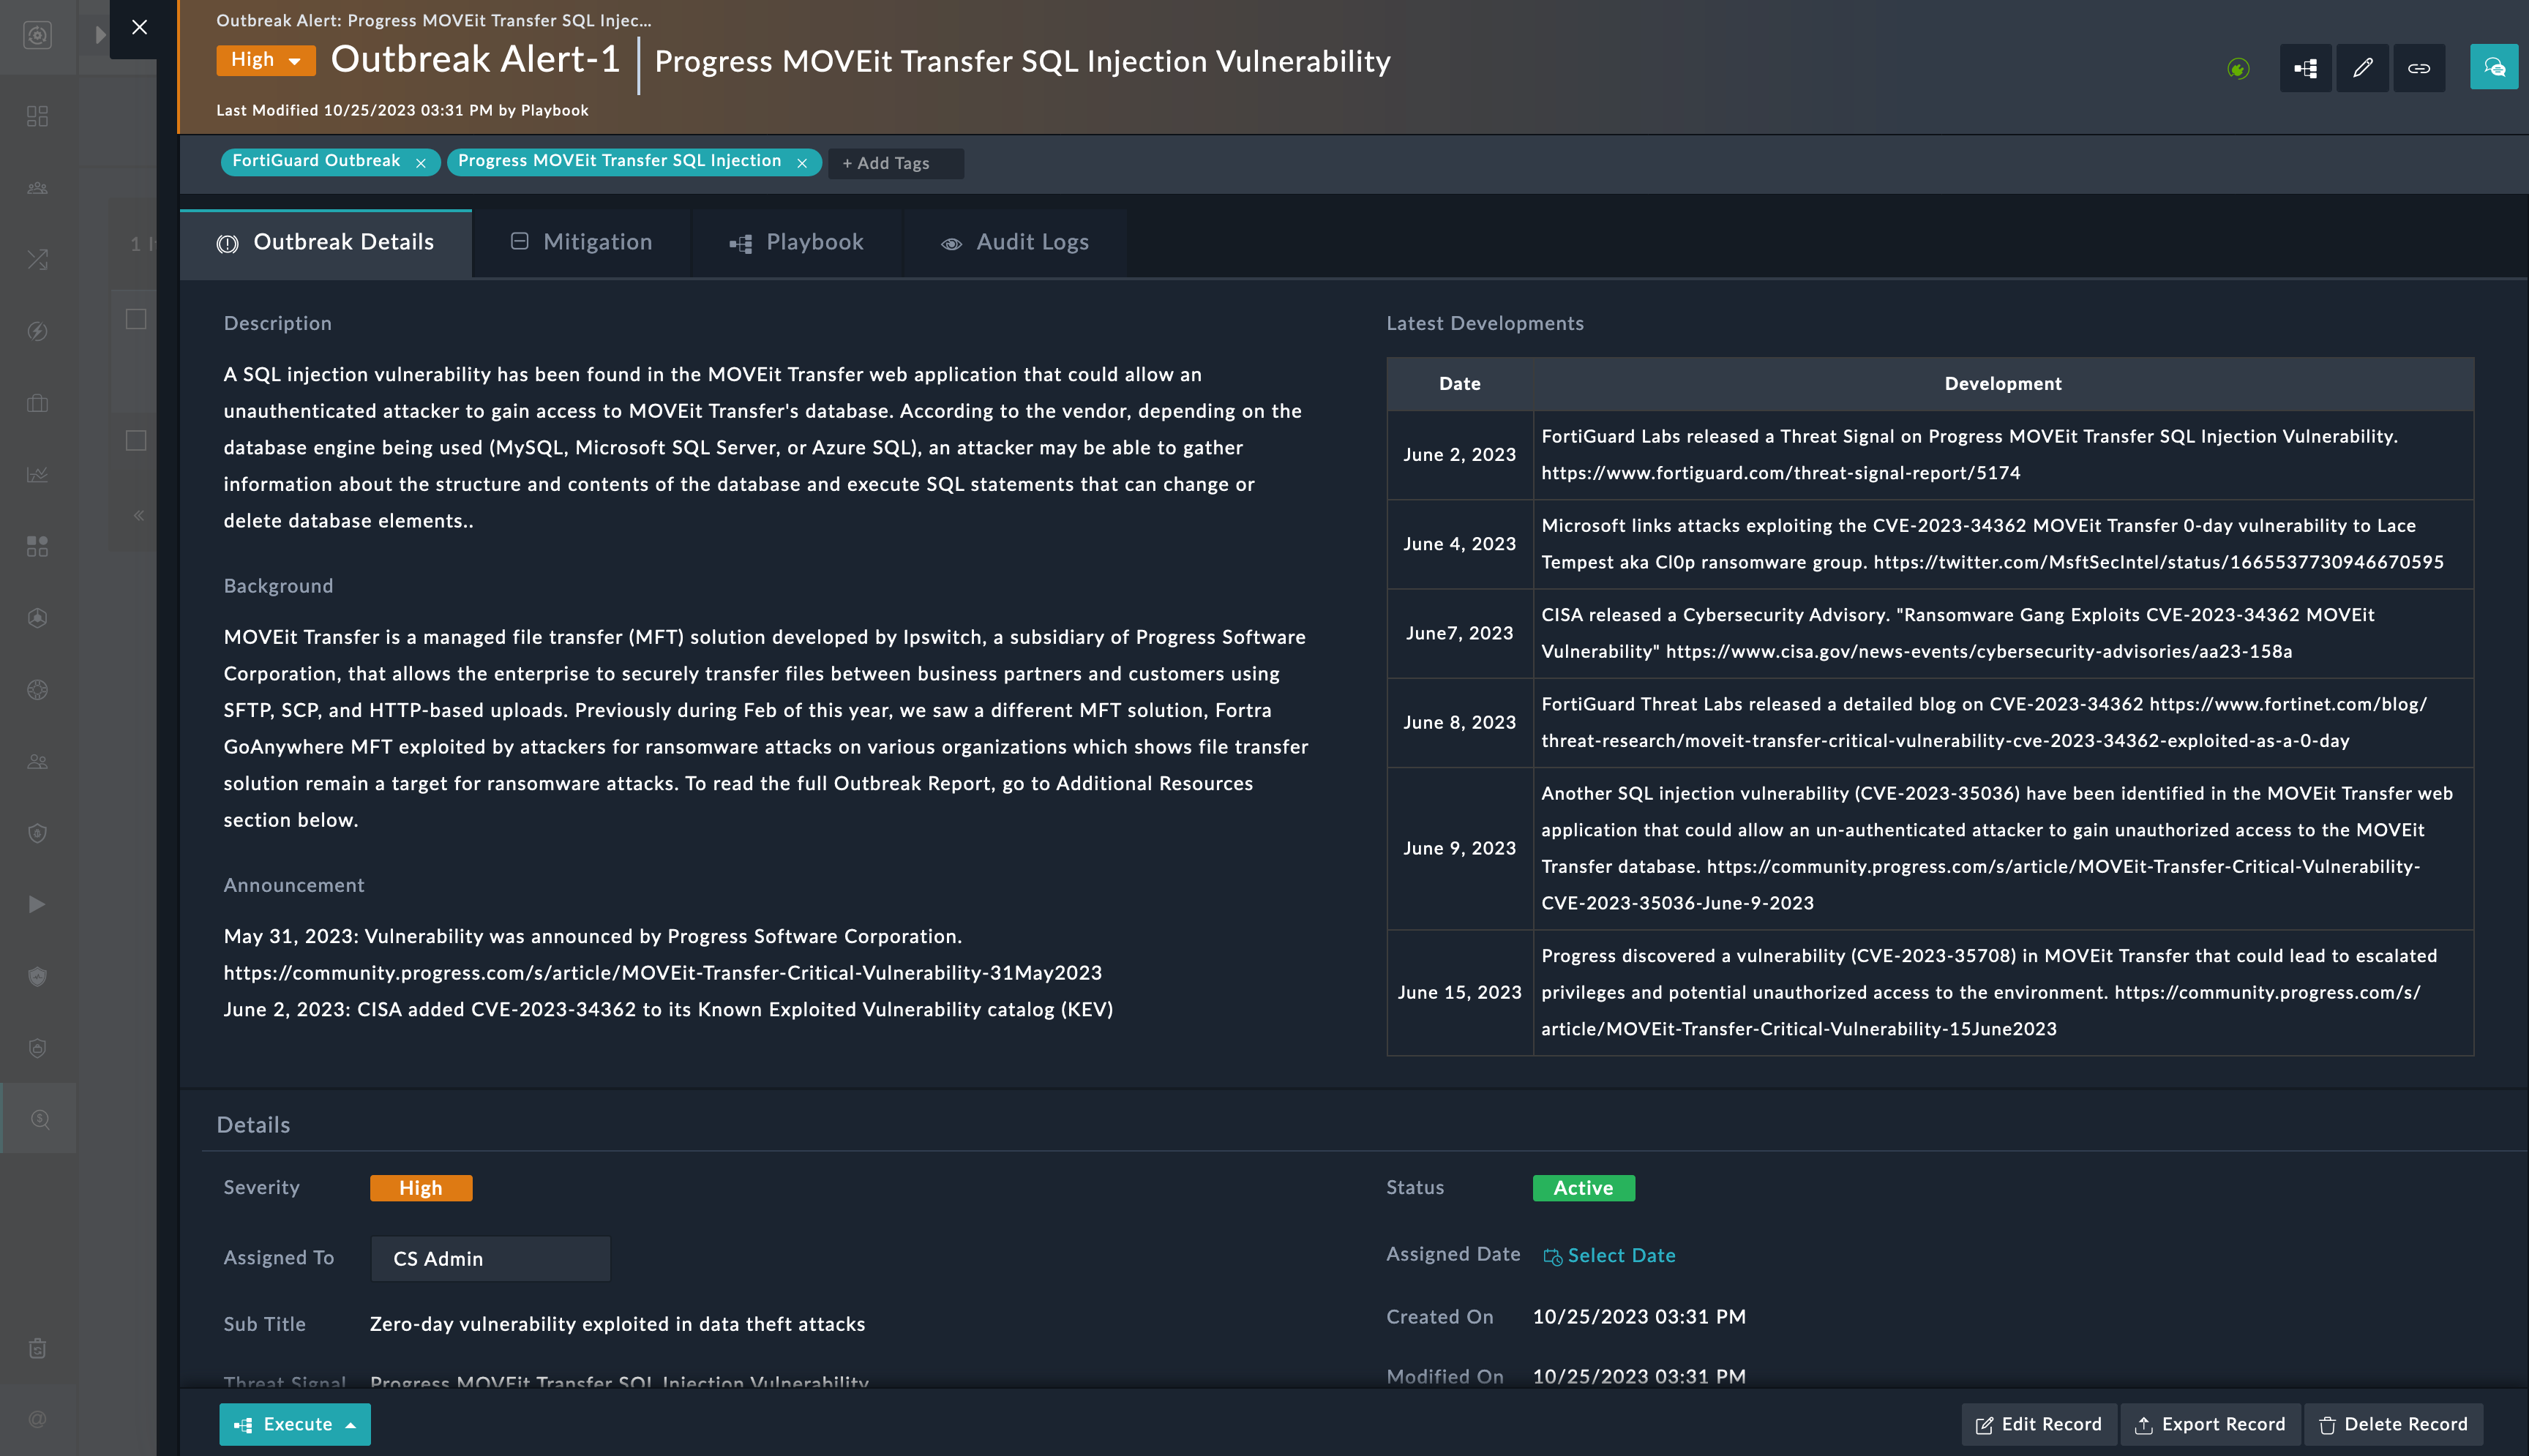 Outbreak Alert: Progress MOVEit Transfer SQL Injec...
High
Outbreak Alert-1
Progress MOVEit Transfer SQL Injection Vulnerability
Last Modified 10/25/2023 03:31 PM by Playbook
FortiGuard Outbreak ×
Progress MOVEit Transfer SQL Injection ×
+ Add Tags
Outbreak Details
Mitigation
Playbook
Audit Logs
Description
A SQL injection vulnerability has been found in the MOVEit Transfer web application that could allow an
unauthenticated attacker to gain access to MOVEit Transfer's database. According to the vendor, depending on the
database engine being used (MySQL, Microsoft SQL Server, or Azure SQL), an attacker may be able to gather
information about the structure and contents of the database and execute SQL statements that can change or
delete database elements..
Background
MOVEit Transfer is a managed file transfer (MFT) solution developed by Ipswitch, a subsidiary of Progress Software
Corporation, that allows the enterprise to securely transfer files between business partners and customers using
SFTP, SCP, and HTTP-based uploads. Previously during Feb of this year, we saw a different MFT solution, Fortra
GoAnywhere MFT exploited by attackers for ransomware attacks on various organizations which shows file transfer
solution remain a target for ransomware attacks. To read the full Outbreak Report, go to Additional Resources
section below.
Announcement
May 31, 2023: Vulnerability was announced by Progress Software Corporation.
https://community.progress.com/s/article/MOVEit-Transfer-Critical-Vulnerability-31May2023
June 2, 2023: CISA added CVE-2023-34362 to its Known Exploited Vulnerability catalog (KEV)
Latest Developments
Date
Development
June 2, 2023
FortiGuard Labs released a Threat Signal on Progress MOVEit Transfer SQL Injection Vulnerability.
https://www.fortiguard.com/threat-signal-report/5174
June 4, 2023
Microsoft links attacks exploiting the CVE-2023-34362 MOVEit Transfer 0-day vulnerability to Lace
Tempest aka Cl0p ransomware group. https://twitter.com/MsftSecIntel/status/1665537730946670595
June7, 2023
CISA released a Cybersecurity Advisory. "Ransomware Gang Exploits CVE-2023-34362 MOVEit
Vulnerability" https://www.cisa.gov/news-events/cybersecurity-advisories/aa23-158a
June 8, 2023
FortiGuard Threat Labs released a detailed blog on CVE-2023-34362 https://www.fortinet.com/blog/
threat-research/moveit-transfer-critical-vulnerability-cve-2023-34362-exploited-as-a-0-day
June 9, 2023
Another SQL injection vulnerability (CVE-2023-35036) have been identified in the MOVEit Transfer web
application that could allow an un-authenticated attacker to gain unauthorized access to the MOVEit
Transfer database. https://community.progress.com/s/article/MOVEit-Transfer-Critical-Vulnerability-
CVE-2023-35036-June-9-2023
June 15, 2023
Progress discovered a vulnerability (CVE-2023-35708) in MOVEit Transfer that could lead to escalated
privileges and potential unauthorized access to the environment. https://community.progress.com/s/
article/MOVEit-Transfer-Critical-Vulnerability-15June2023
Details
Severity
High
Status
Active
Assigned To
CS Admin
Assigned Date
Select Date
Sub Title
Zero-day vulnerability exploited in data theft attacks
Created On
10/25/2023 03:31 PM
Threat Signal
Progress MOVEit Transfer SQL Injection Vulnerability
Modified On
10/25/2023 03:31 PM
Execute
Edit Record
Export Record
Delete Record